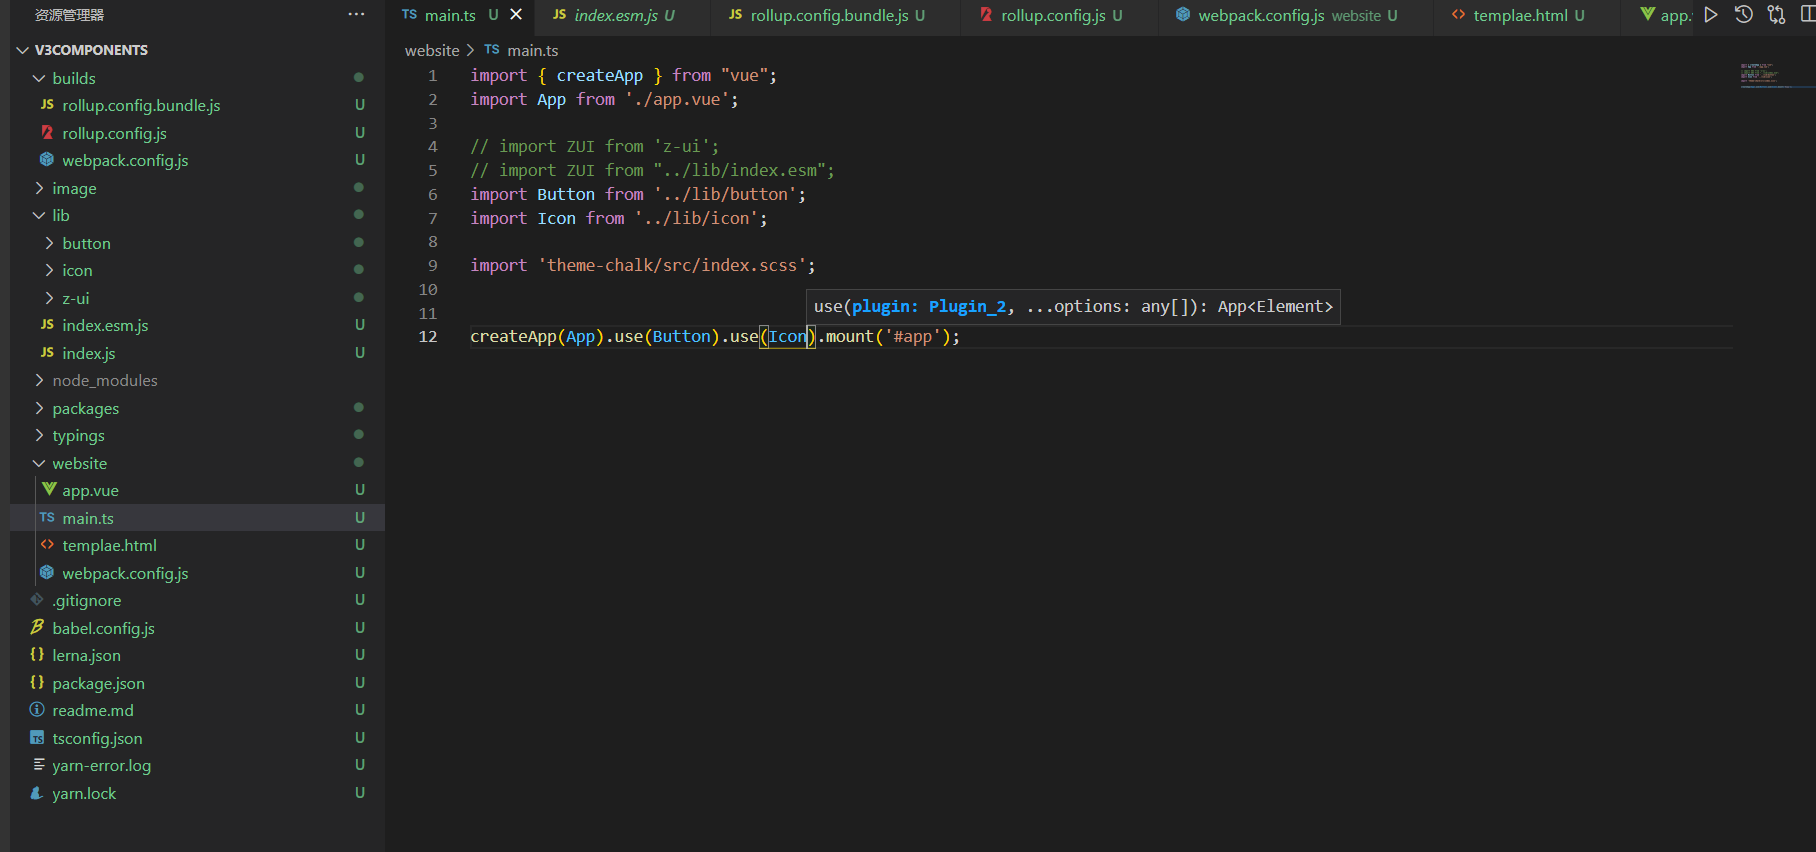 资源管理器 ···
V3COMPONENTS
builds
JS rollup.config.bundle.js U
rollup.config.js U
webpack.config.js U
image
lib
button
icon
z-ui
JS index.esm.js U
JS index.js U
node_modules
packages
typings
website
app.vue U
TS main.ts U
<> templae.html U
webpack.config.js U
.gitignore U
babel.config.js U
{} lerna.json U
{} package.json U
readme.md U
TS tsconfig.json U
yarn-error.log U
yarn.lock U
TS main.ts U JS index.esm.js U JS rollup.config.bundle.js U rollup.config.js U webpack.config.js website U <> templae.html U app.
website > TS main.ts
1 import { createApp } from "vue";
2 import App from './app.vue';
3
4 // import ZUI from 'z-ui';
5 // import ZUI from "../lib/index.esm";
6 import Button from '../lib/button';
7 import Icon from '../lib/icon';
8
9 import 'theme-chalk/src/index.scss';
10
use(plugin: Plugin_2, ...options: any[]): App<Element>
11
12 createApp(App).use(Button).use(Icon).mount('#app');